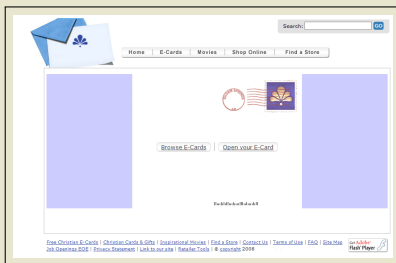 Search: GO
Home | E-Cards | Movies | Shop Online | Find a Store
Browse E-Cards | Open your E-Card
Free Christian E-Cards | Christian Cards & Gifts | Inspirational Movies | Find a Store | Contact Us | Terms of Use | FAQ | Site Map
Job Openings EOE | Privacy Statement | Link to our site | Retailer Tools | © copyright 2006
Get Adobe
Flash Player